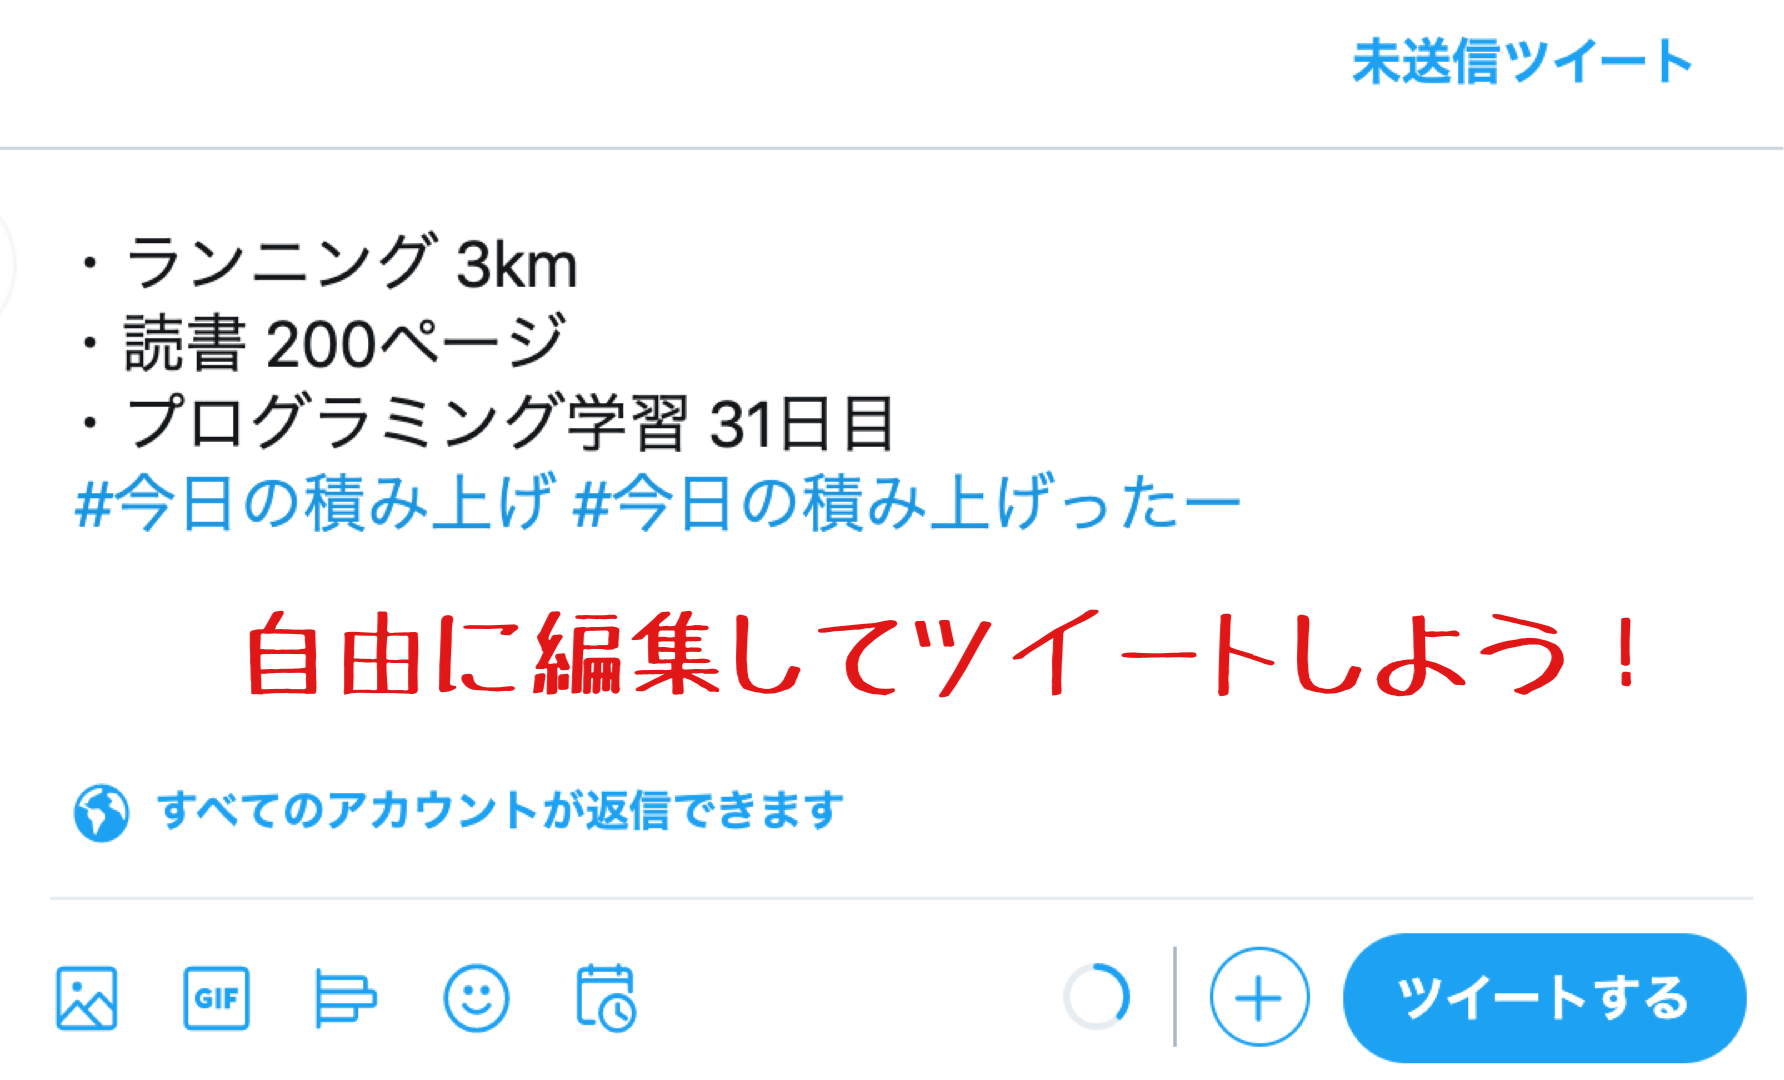 未送信ツイート
・ランニング 3km
・読書 200ページ
・プログラミング学習 31日目
#今日の積み上げ #今日の積み上げったー
自由に編集してツイートしよう！
すべてのアカウントが返信できます
GIF
ツイートする